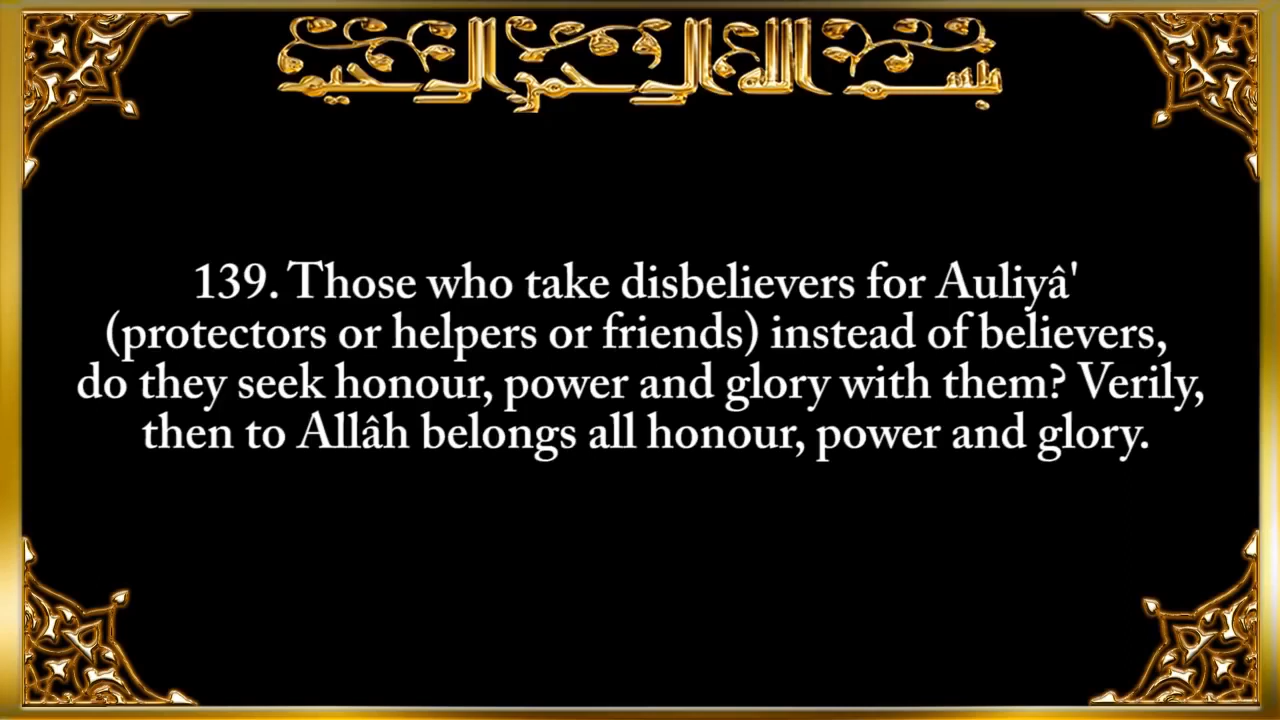 بسم الله الرحمن الرحيم
139. Those who take disbelievers for Auliyâ'
(protectors or helpers or friends) instead of believers,
do they seek honour, power and glory with them? Verily,
then to Allâh belongs all honour, power and glory.